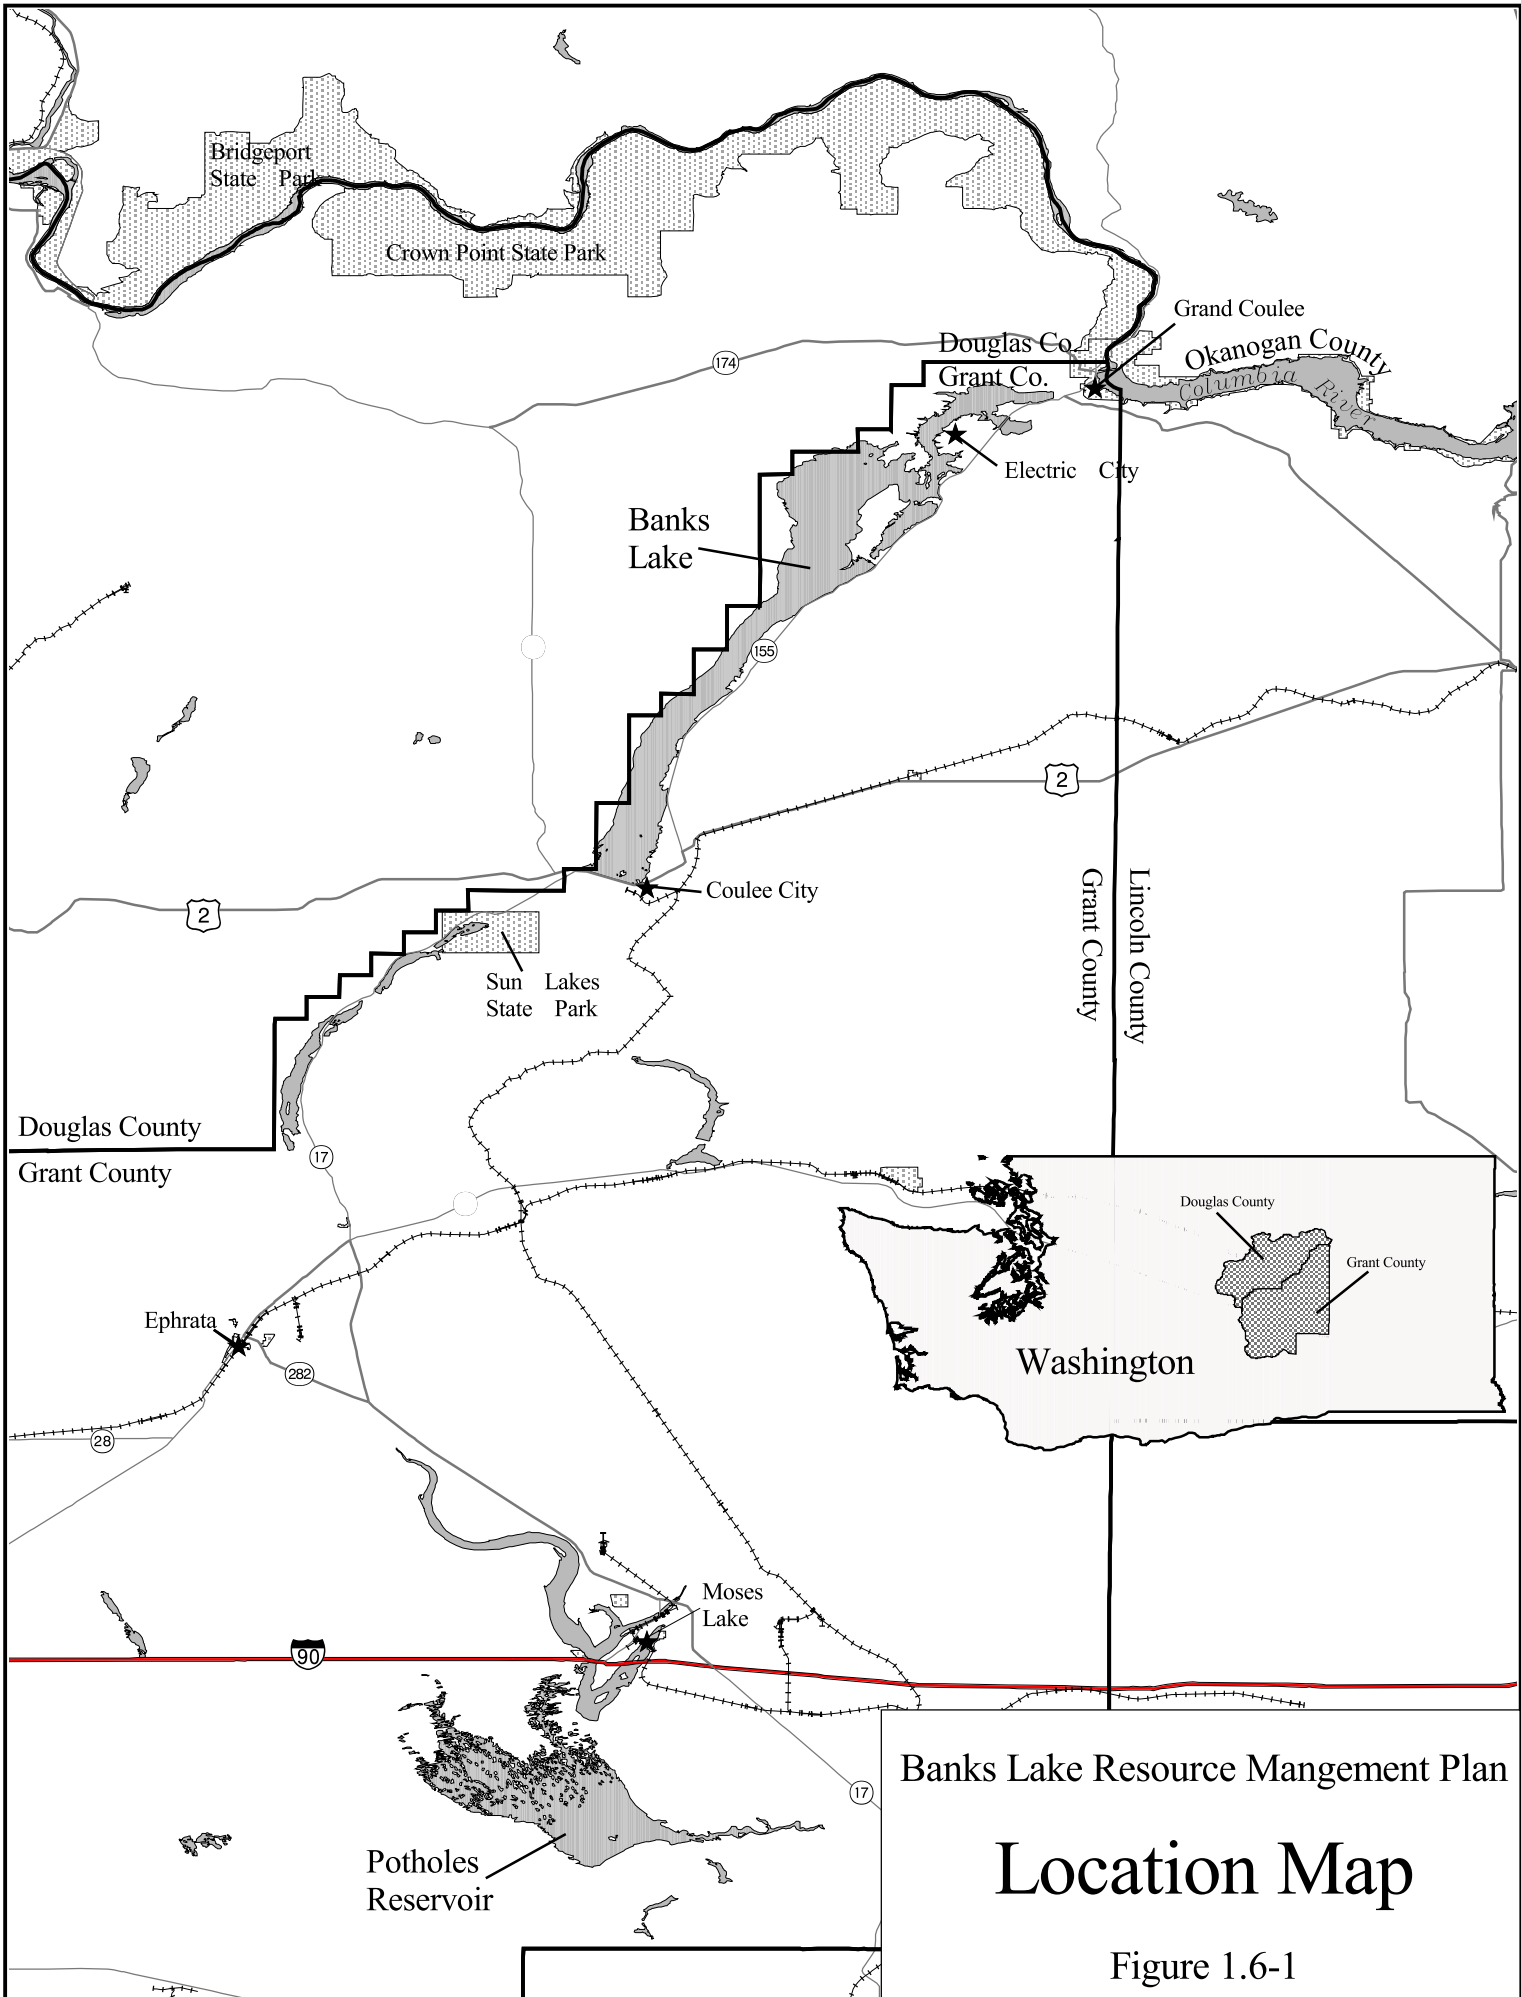 Bridgeport
State Park
Crown Point State Park
Grand Coulee
Douglas Co.
Okanogan County
174
Grant Co.
Columbia River
Electric City
Banks
Lake
155
2
Coulee City
2
Lincoln County
Grant County
Sun Lakes
State Park
Douglas County
Grant County
17
Douglas County
Grant County
Ephrata
Washington
282
28
Moses
Lake
90
Banks Lake Resource Mangement Plan
17
Location Map
Potholes
Reservoir
Figure 1.6-1